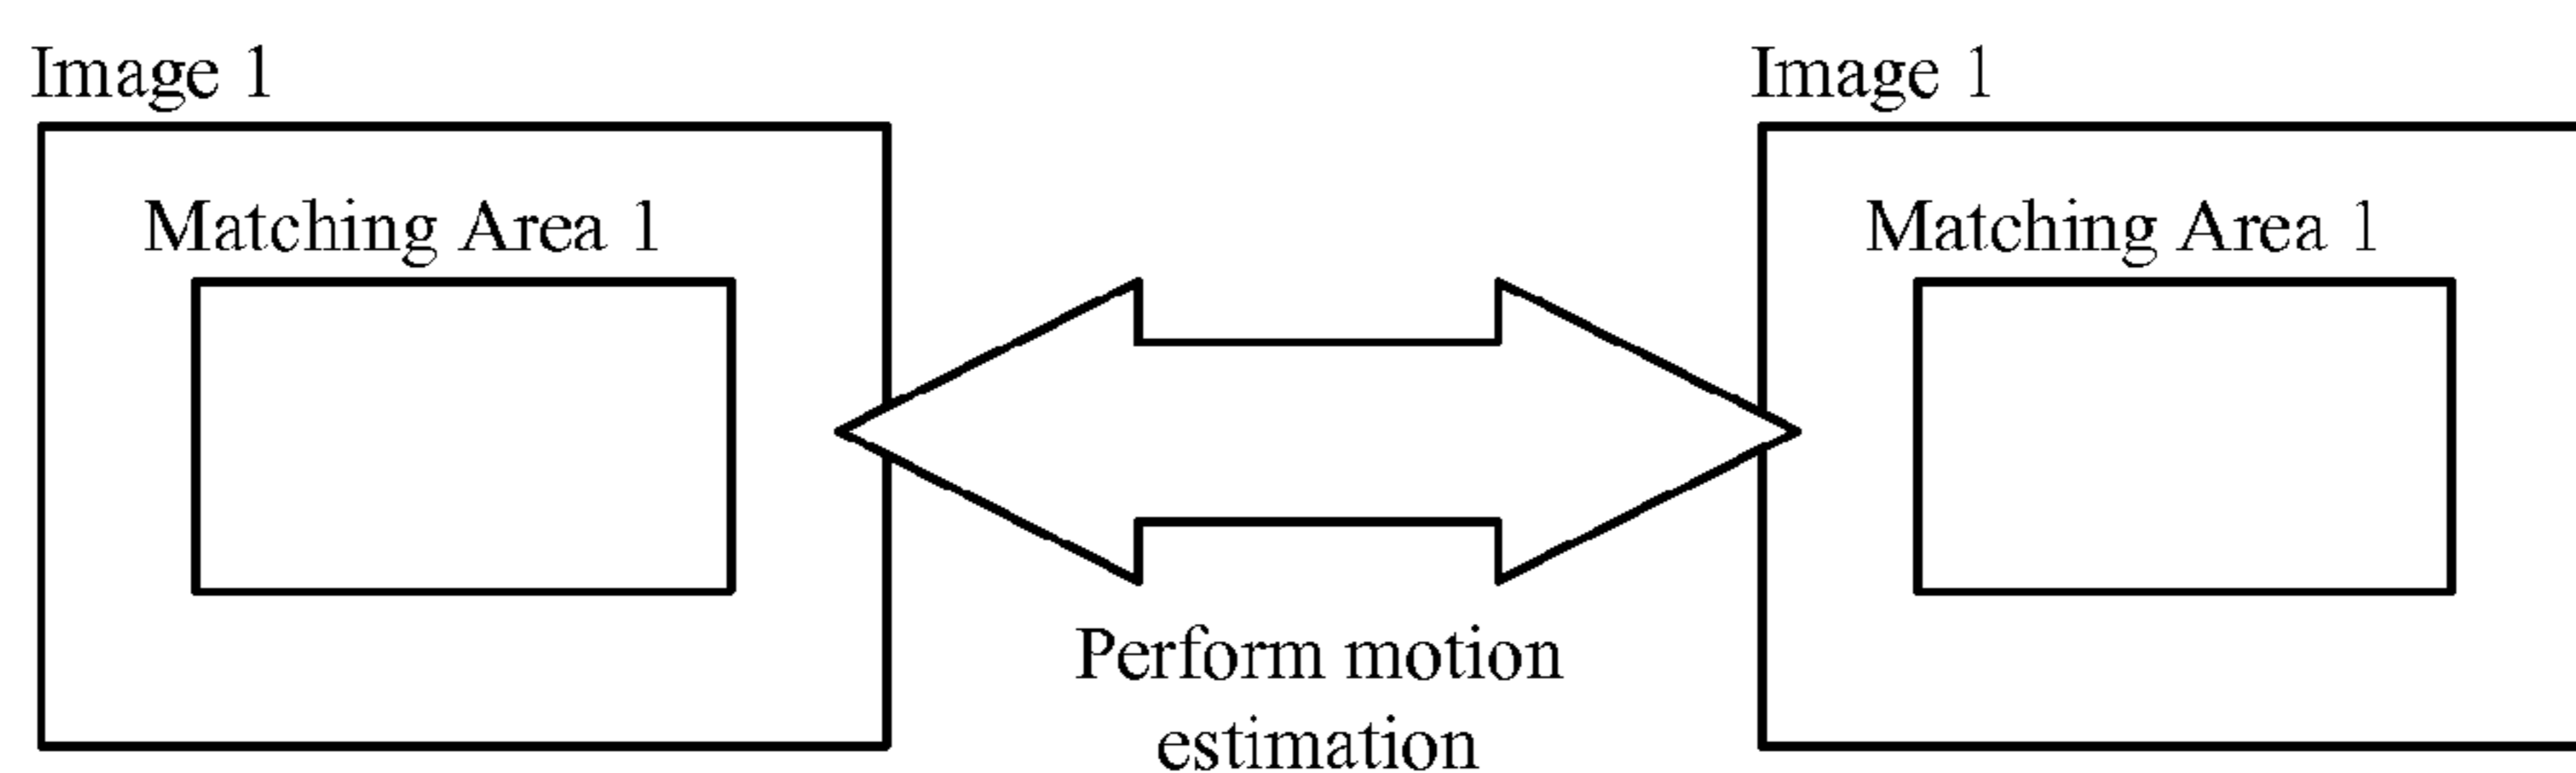 Image 1
Image 1
Matching Area 1
Matching Area 1
Perform motion
estimation